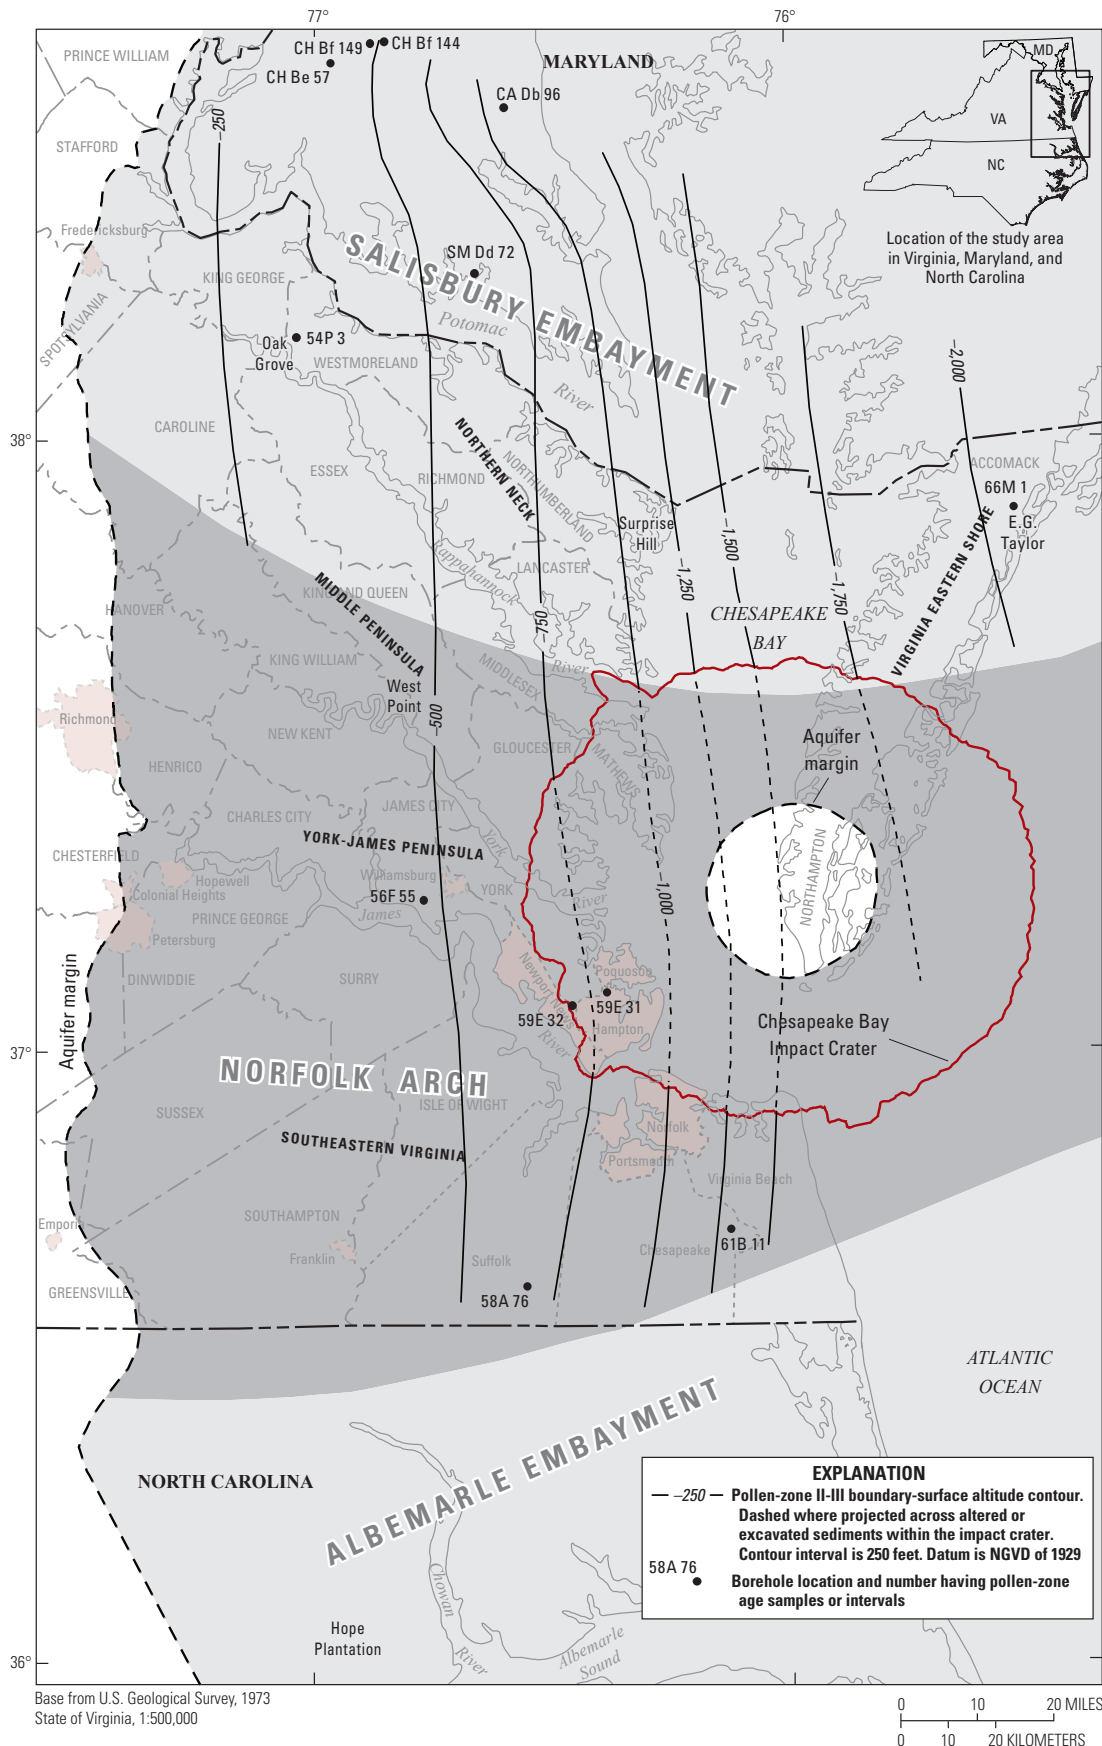 77°
76°
PRINCE WILLIAM
CH Bf 149
CH Bf 144
CH Be 57
MARYLAND
CA Db 96
–250
STAFFORD
MD
VA
NC
Location of the study area
in Virginia, Maryland, and
North Carolina
Fredericksburg
SALISBURY EMBAYMENT
SM Dd 72
KING GEORGE
SPOTSYLVANIA
Potomac
River
Oak
Grove
54P 3
WESTMORELAND
–2,000
38°
CAROLINE
ESSEX
RICHMOND
NORTHERN NECK
NORTHUMBERLAND
ACCOMACK
66M 1
E.G.
Taylor
Surprise
Hill
–1,500
VIRGINIA EASTERN SHORE
Rappahannock
River
LANCASTER
–1,250
–1,750
HANOVER
KING AND QUEEN
MIDDLE PENINSULA
CHESAPEAKE
BAY
–750
KING WILLIAM
MIDDLESEX
West
Point
–500
Richmond
NEW KENT
GLOUCESTER
MATHEWS
Aquifer
margin
HENRICO
JAMES CITY
CHARLES CITY
YORK-JAMES PENINSULA
York
River
CHESTERFIELD
Hopewell
Colonial Heights
Williamsburg
YORK
56F 55
James
River
–1,000
NORTHAMPTON
PRINCE GEORGE
Petersburg
Aquifer margin
DINWIDDIE
SURRY
Newport News
Poquoson
59E 32
59E 31
Hampton
Chesapeake Bay
Impact Crater
37°
NORFOLK ARCH
SUSSEX
ISLE OF WIGHT
SOUTHEASTERN VIRGINIA
Norfolk
Portsmouth
Virginia Beach
SOUTHAMPTON
Emporia
Franklin
Suffolk
Chesapeake
61B 11
GREENSVILLE
58A 76
ATLANTIC
OCEAN
NORTH CAROLINA
ALBEMARLE EMBAYMENT
Chowan
River
Hope
Plantation
Albemarle
Sound
EXPLANATION
–250
Pollen-zone II-III boundary-surface altitude contour.
Dashed where projected across altered or
excavated sediments within the impact crater.
Contour interval is 250 feet. Datum is NGVD of 1929
58A 76
Borehole location and number having pollen-zone
age samples or intervals
36°
Base from U.S. Geological Survey, 1973
State of Virginia, 1:500,000
0 10 20 MILES
0 10 20 KILOMETERS